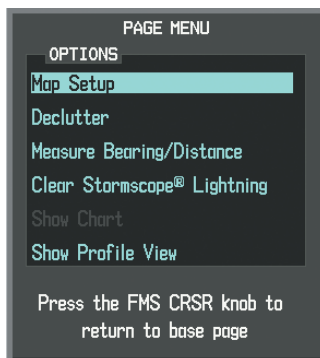 PAGE MENU
OPTIONS
Map Setup
Declutter
Measure Bearing/Distance
Clear Stormscope® Lightning
Show Chart
Show Profile View
Press the FMS CRSR knob to
return to base page